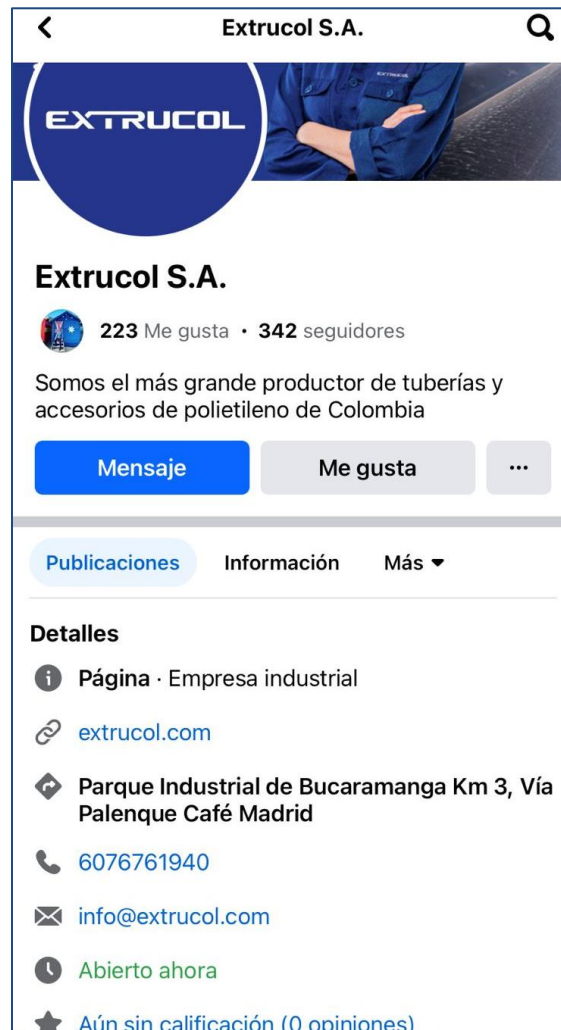 Extrucol S.A.
EXTRUCOL
EXTRUCOL
Extrucol S.A.
223 Me gusta · 342 seguidores
Somos el más grande productor de tuberías y
accesorios de polietileno de Colombia
Mensaje
Me gusta
Publicaciones Información Más
Detalles
Página · Empresa industrial
extrucol.com
Parque Industrial de Bucaramanga Km 3, Vía
Palenque Café Madrid
6076761940
info@extrucol.com
Abierto ahora
Aún sin calificación (0 opiniones)